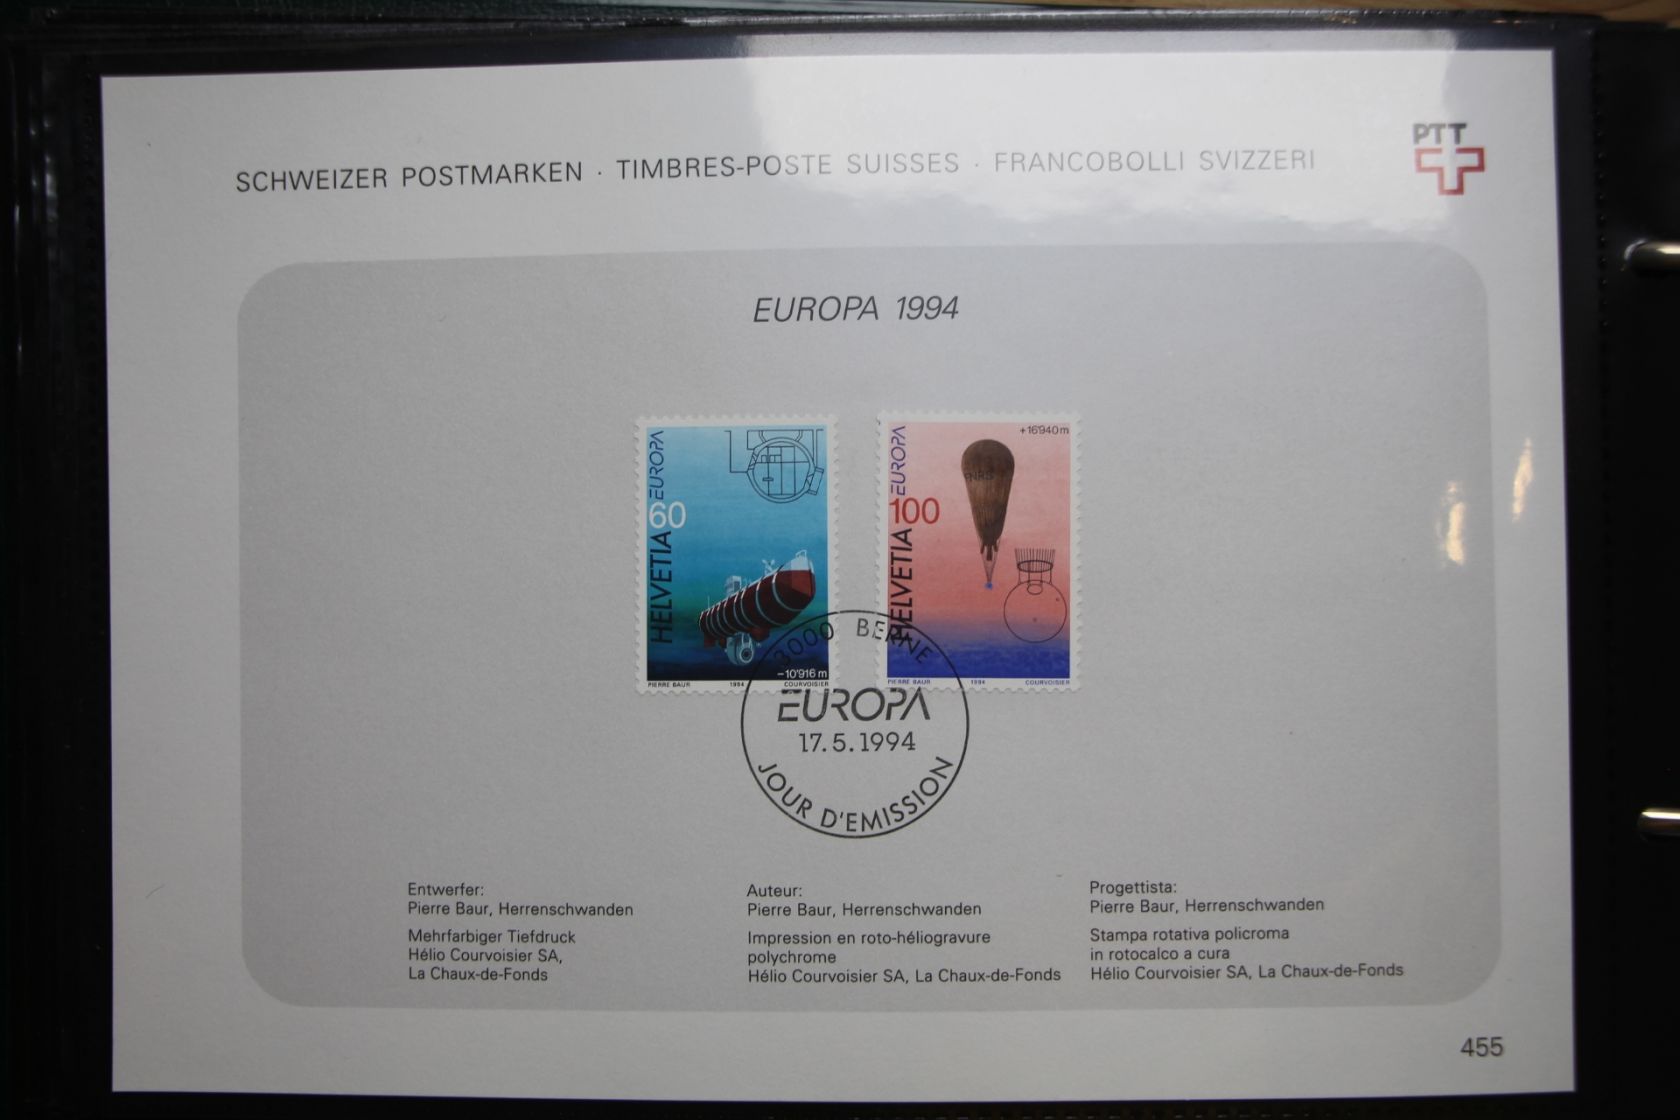 PTT
SCHWEIZER POSTMARKEN · TIMBRES-POSTE SUISSES · FRANCOBOLLI SVIZZERI
EUROPA 1994
EUROPA
60
HELVETIA
-10'916 m
PIERRE BAUR 1994 COURVOISIER
+16'940m
EUROPA
100
FNRS
HELVETIA
PIERRE BAUR 1994 COURVOISIER
3000 BERNE
EUROPA
17.5.1994
JOUR D'EMISSION
Entwerfer:
Pierre Baur, Herrenschwanden
Mehrfarbiger Tiefdruck
Hélio Courvoisier SA,
La Chaux-de-Fonds
Auteur:
Pierre Baur, Herrenschwanden
Impression en roto-héliogravure
polychrome
Hélio Courvoisier SA, La Chaux-de-Fonds
Progettista:
Pierre Baur, Herrenschwanden
Stampa rotativa policroma
in rotocalco a cura
Hélio Courvoisier SA, La Chaux-de-Fonds
455